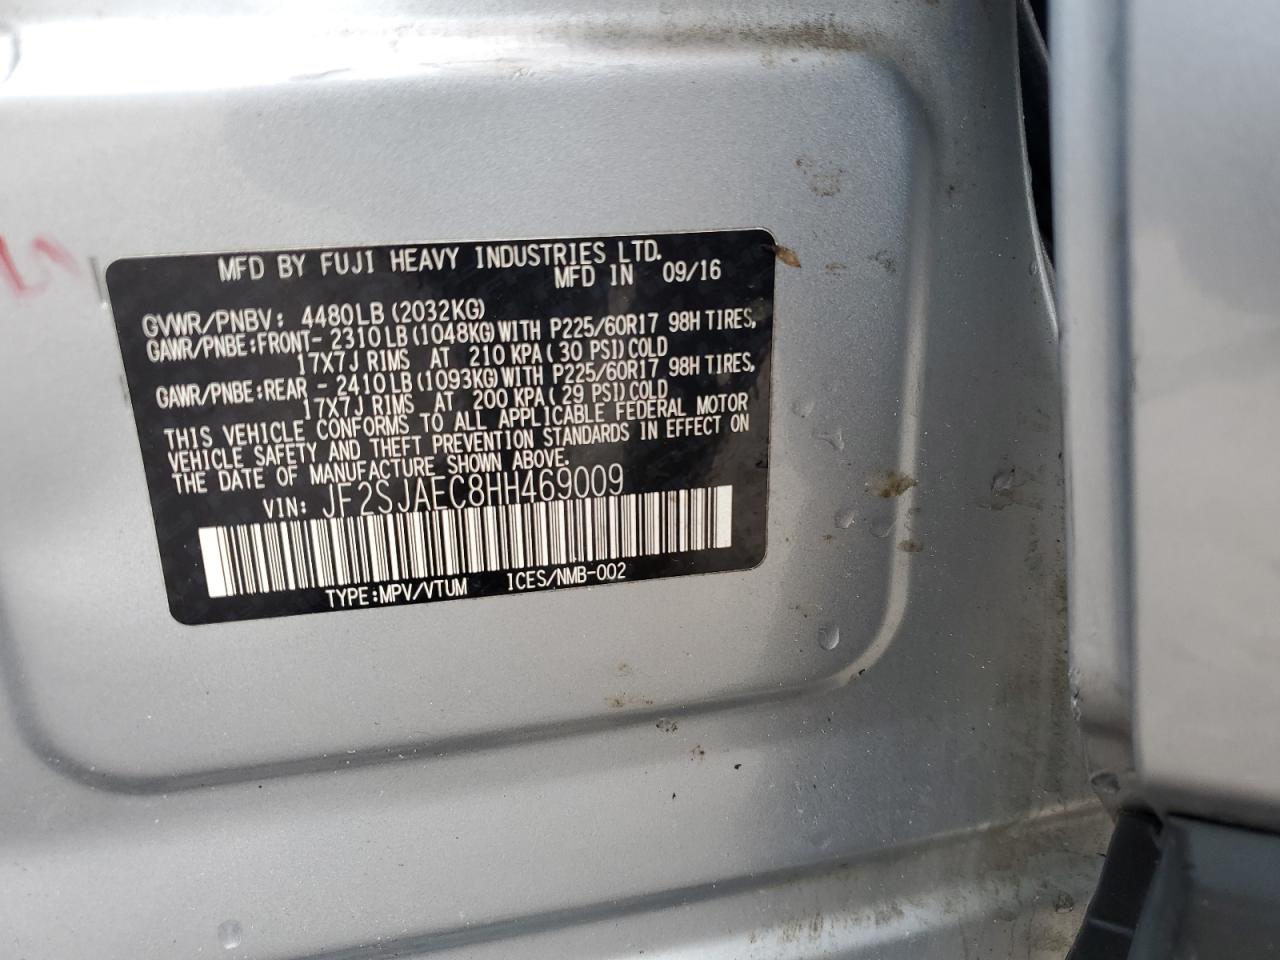 MFD BY FUJI HEAVY INDUSTRIES LTD.
MFD IN 09/16
GVWR/PNBV: 4480LB(2032KG)
GAWR/PNBE:FRONT- 2310LB(1048KG)WITH P225/60R17 98H TIRES,
17X7J RIMS AT 210 KPA(30 PSI)COLD
GAWR/PNBE:REAR - 2410LB(1093KG)WITH P225/60R17 98H TIRES,
17X7J RIMS AT 200 KPA(29 PSI)COLD
THIS VEHICLE CONFORMS TO ALL APPLICABLE FEDERAL MOTOR
VEHICLE SAFETY AND THEFT PREVENTION STANDARDS IN EFFECT ON
THE DATE OF MANUFACTURE SHOWN ABOVE.
VIN: JF2SJAEC8HH469009
TYPE:MPV/VTUM ICES/NMB-002